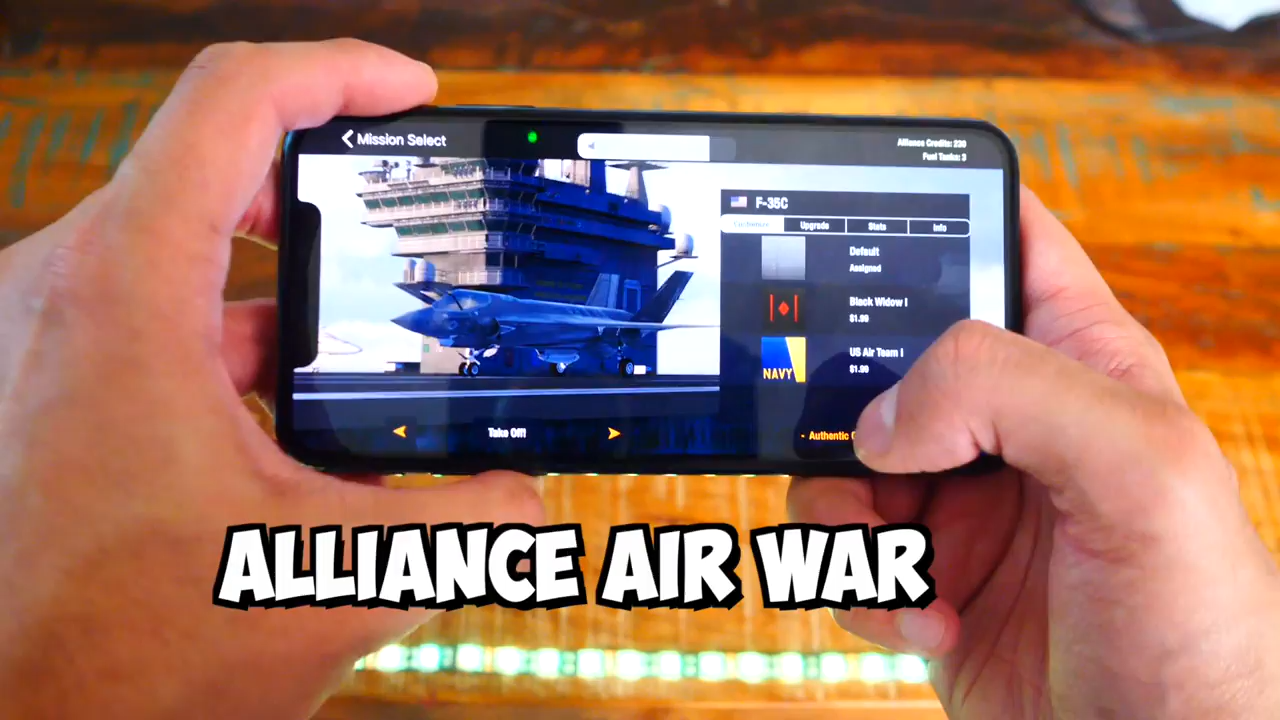 Mission Select
Alliance Credits: 230
Fuel Tanks: 3
F-35C
Customize
Upgrade
Stats
Info
Default
Assigned
Black Widow I
$1.99
US Air Team I
$1.99
NAVY
Take Off!
- Authentic
ALLIANCE AIR WAR